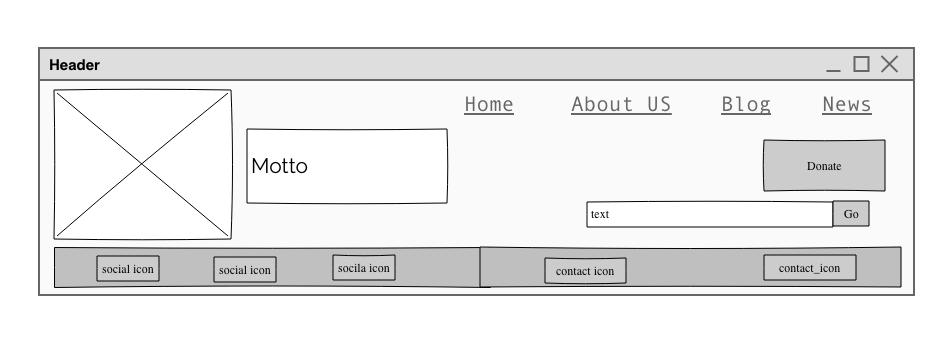 Header
Home About US Blog News
Motto
Donate
text Go
social icon social icon socila icon contact icon contact_icon